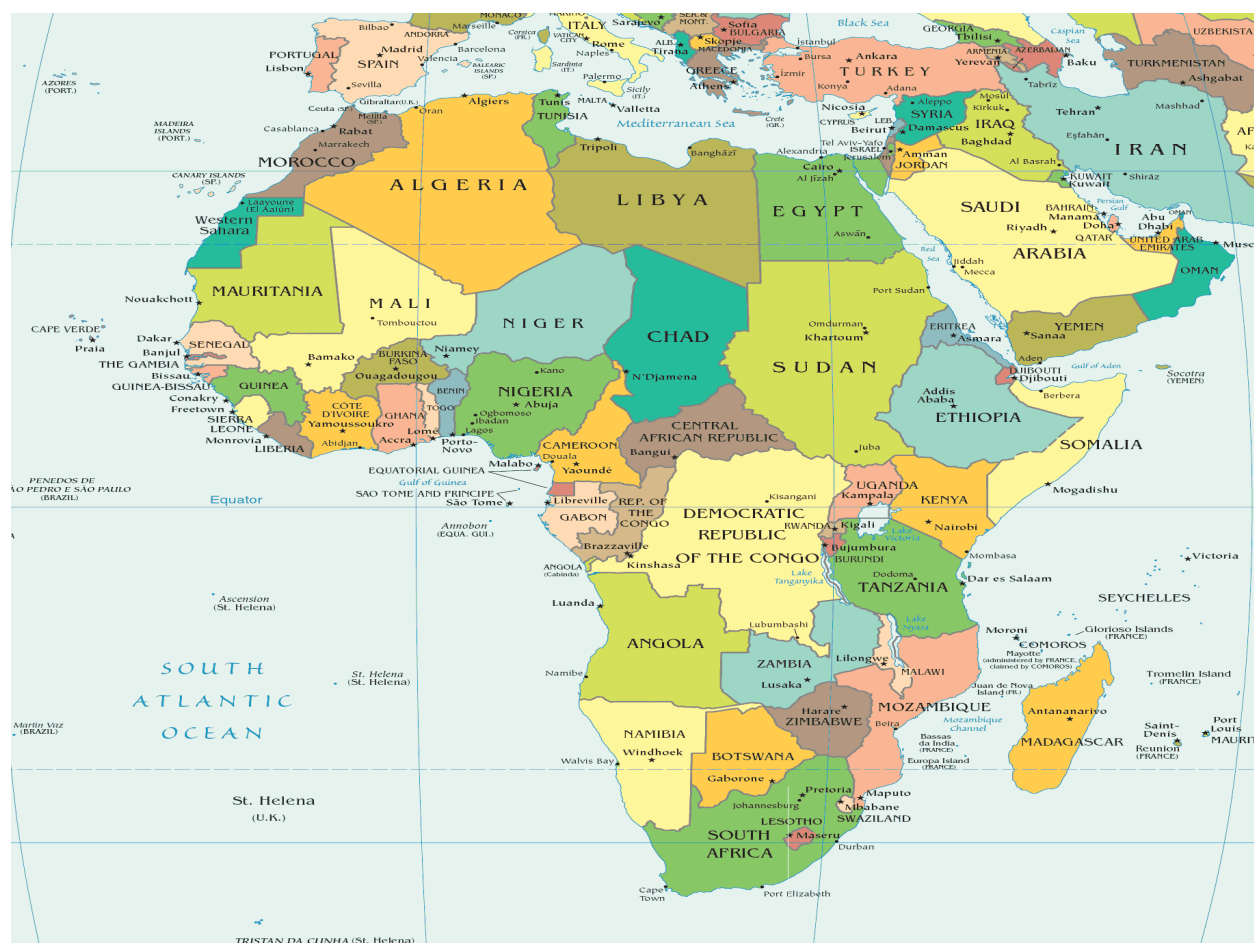 MONACO
Bilbao
ANDORRA
Marseille
Corsica
(FR.)
ITALY
VATICAN
CITY
Rome
Sarajevo
SER. &
MONT.
Sofia
BULGARIA
Black Sea
GEORGIA
Tbilisi
Caspian
Sea
UZBEKISTA
PORTUGAL
Lisbon
Madrid
SPAIN
Barcelona
Valencia
BALEARIC
ISLANDS
(SP.)
Sardinia
(IT.)
Naples
ALB.
Tirana
Skopje
MACEDONIA
Istanbul
Bursa
Ankara
ARMENIA
Yerevan
AZERBAIJAN
Baku
TURKMENISTAN
Ashgabat
AZORES
(PORT.)
Sevilla
Gibraltar(U.K.)
Palermo
Sicily
(IT.)
GREECE
Athens
İzmir
TURKEY
Konya
Adana
Tabriz
Tehran
Mashhad
Ceuta (SP.)
Melilla
(SP.)
Oran
Algiers
Tunis
TUNISIA
MALTA
Valletta
Crete
(GR.)
Nicosia
CYPRUS
Aleppo
SYRIA
Mosul
Kirkuk
IRAQ
Baghdad
Eşfahān
IRAN
AF
MADEIRA
ISLANDS
(PORT.)
Casablanca
Rabat
Marrakech
MOROCCO
Mediterranean Sea
Tripoli
Banghāzī
LEB.
Beirut
Damascus
Tel Aviv-Yafo
ISRAEL
Jerusalem
Amman
JORDAN
Alexandria
Cairo
Al Jīzah
Al Basrah
Shirāz
CANARY ISLANDS
(SP.)
ALGERIA
LIBYA
EGYPT
KUWAIT
Kuwait
Persian
Gulf
Laayoune
(El Aaiún)
Western
Sahara
SAUDI
ARABIA
Riyadh
BAHRAIN
Manama
Doha
QATAR
Abu
Dhabi
OMAN
UNITED ARAB
EMIRATES
Musc
OMAN
Aswān
Red
Sea
Jiddah
Mecca
MAURITANIA
Nouakchott
MALI
Tombouctou
NIGER
CHAD
SUDAN
Port Sudan
Omdurman
Khartoum
ERITREA
Asmara
YEMEN
Sanaa
Aden
CAPE VERDE
Praia
Dakar
SENEGAL
Banjul
THE GAMBIA
Bissau
GUINEA-BISSAU
Bamako
BURKINA
FASO
Ouagadougou
Niamey
Kano
N'Djamena
DJIBOUTI
Djibouti
Gulf of Aden
Socotra
(YEMEN)
Berbera
GUINEA
Conakry
Freetown
SIERRA
LEONE
Monrovia
LIBERIA
CÔTE
D'IVOIRE
Yamoussoukro
Abidjan
GHANA
Accra
TOGO
Lomé
BENIN
Porto-
Novo
NIGERIA
Abuja
Ogbomoso
Ibadan
Lagos
Addis
Ababa
ETHIOPIA
SOMALIA
CENTRAL
AFRICAN REPUBLIC
Bangui
CAMEROON
Douala
Yaoundé
Juba
Malabo
EQUATORIAL GUINEA
Gulf of Guinea
SAO TOME AND PRINCIPE
São Tome
Libreville
GABON
REP. OF
THE
CONGO
Kisangani
DEMOCRATIC
REPUBLIC
OF THE CONGO
UGANDA
Kampala
KENYA
Nairobi
Mogadishu
PENEDOS DE
ÃO PEDRO E SÃO PAULO
(BRAZIL)
Equator
Annobon
(EQUA. GUI.)
Brazzaville
Kinshasa
ANGOLA
(Cabinda)
RWANDA
Kigali
Bujumbura
BURUNDI
Lake
Victoria
Lake
Tanganyika
Mombasa
Dodoma
TANZANIA
Dar es Salaam
Victoria
SEYCHELLES
Ascension
(St. Helena)
Luanda
Lubumbashi
Lake
Nyasa
Moroni
COMOROS
Mayotte
(administered by FRANCE,
claimed by COMOROS)
Glorioso Islands
(FRANCE)
ANGOLA
ZAMBIA
Lusaka
Lilongwe
MALAWI
SOUTH
ATLANTIC
OCEAN
St. Helena
(St. Helena)
Namibe
Juan de Nova
Island (FR.)
Tromelin Island
(FRANCE)
Martin Vaz
(BRAZIL)
Harare
ZIMBABWE
MOZAMBIQUE
Beira
Mozambique
Channel
Antananarivo
MADAGASCAR
Saint-
Denis
Reunion
(FRANCE)
Port
Louis
MAURIT
NAMIBIA
Windhoek
Walvis Bay
BOTSWANA
Gaborone
Bassas
da India,
(FRANCE)
Europa Island
(FRANCE)
St. Helena
(U.K.)
Pretoria
Johannesburg
Maputo
Mbabane
SWAZILAND
LESOTHO
Maseru
SOUTH
AFRICA
Durban
Cape
Town
Port Elizabeth
TRISTAN DA CUNHA (St. Helena)